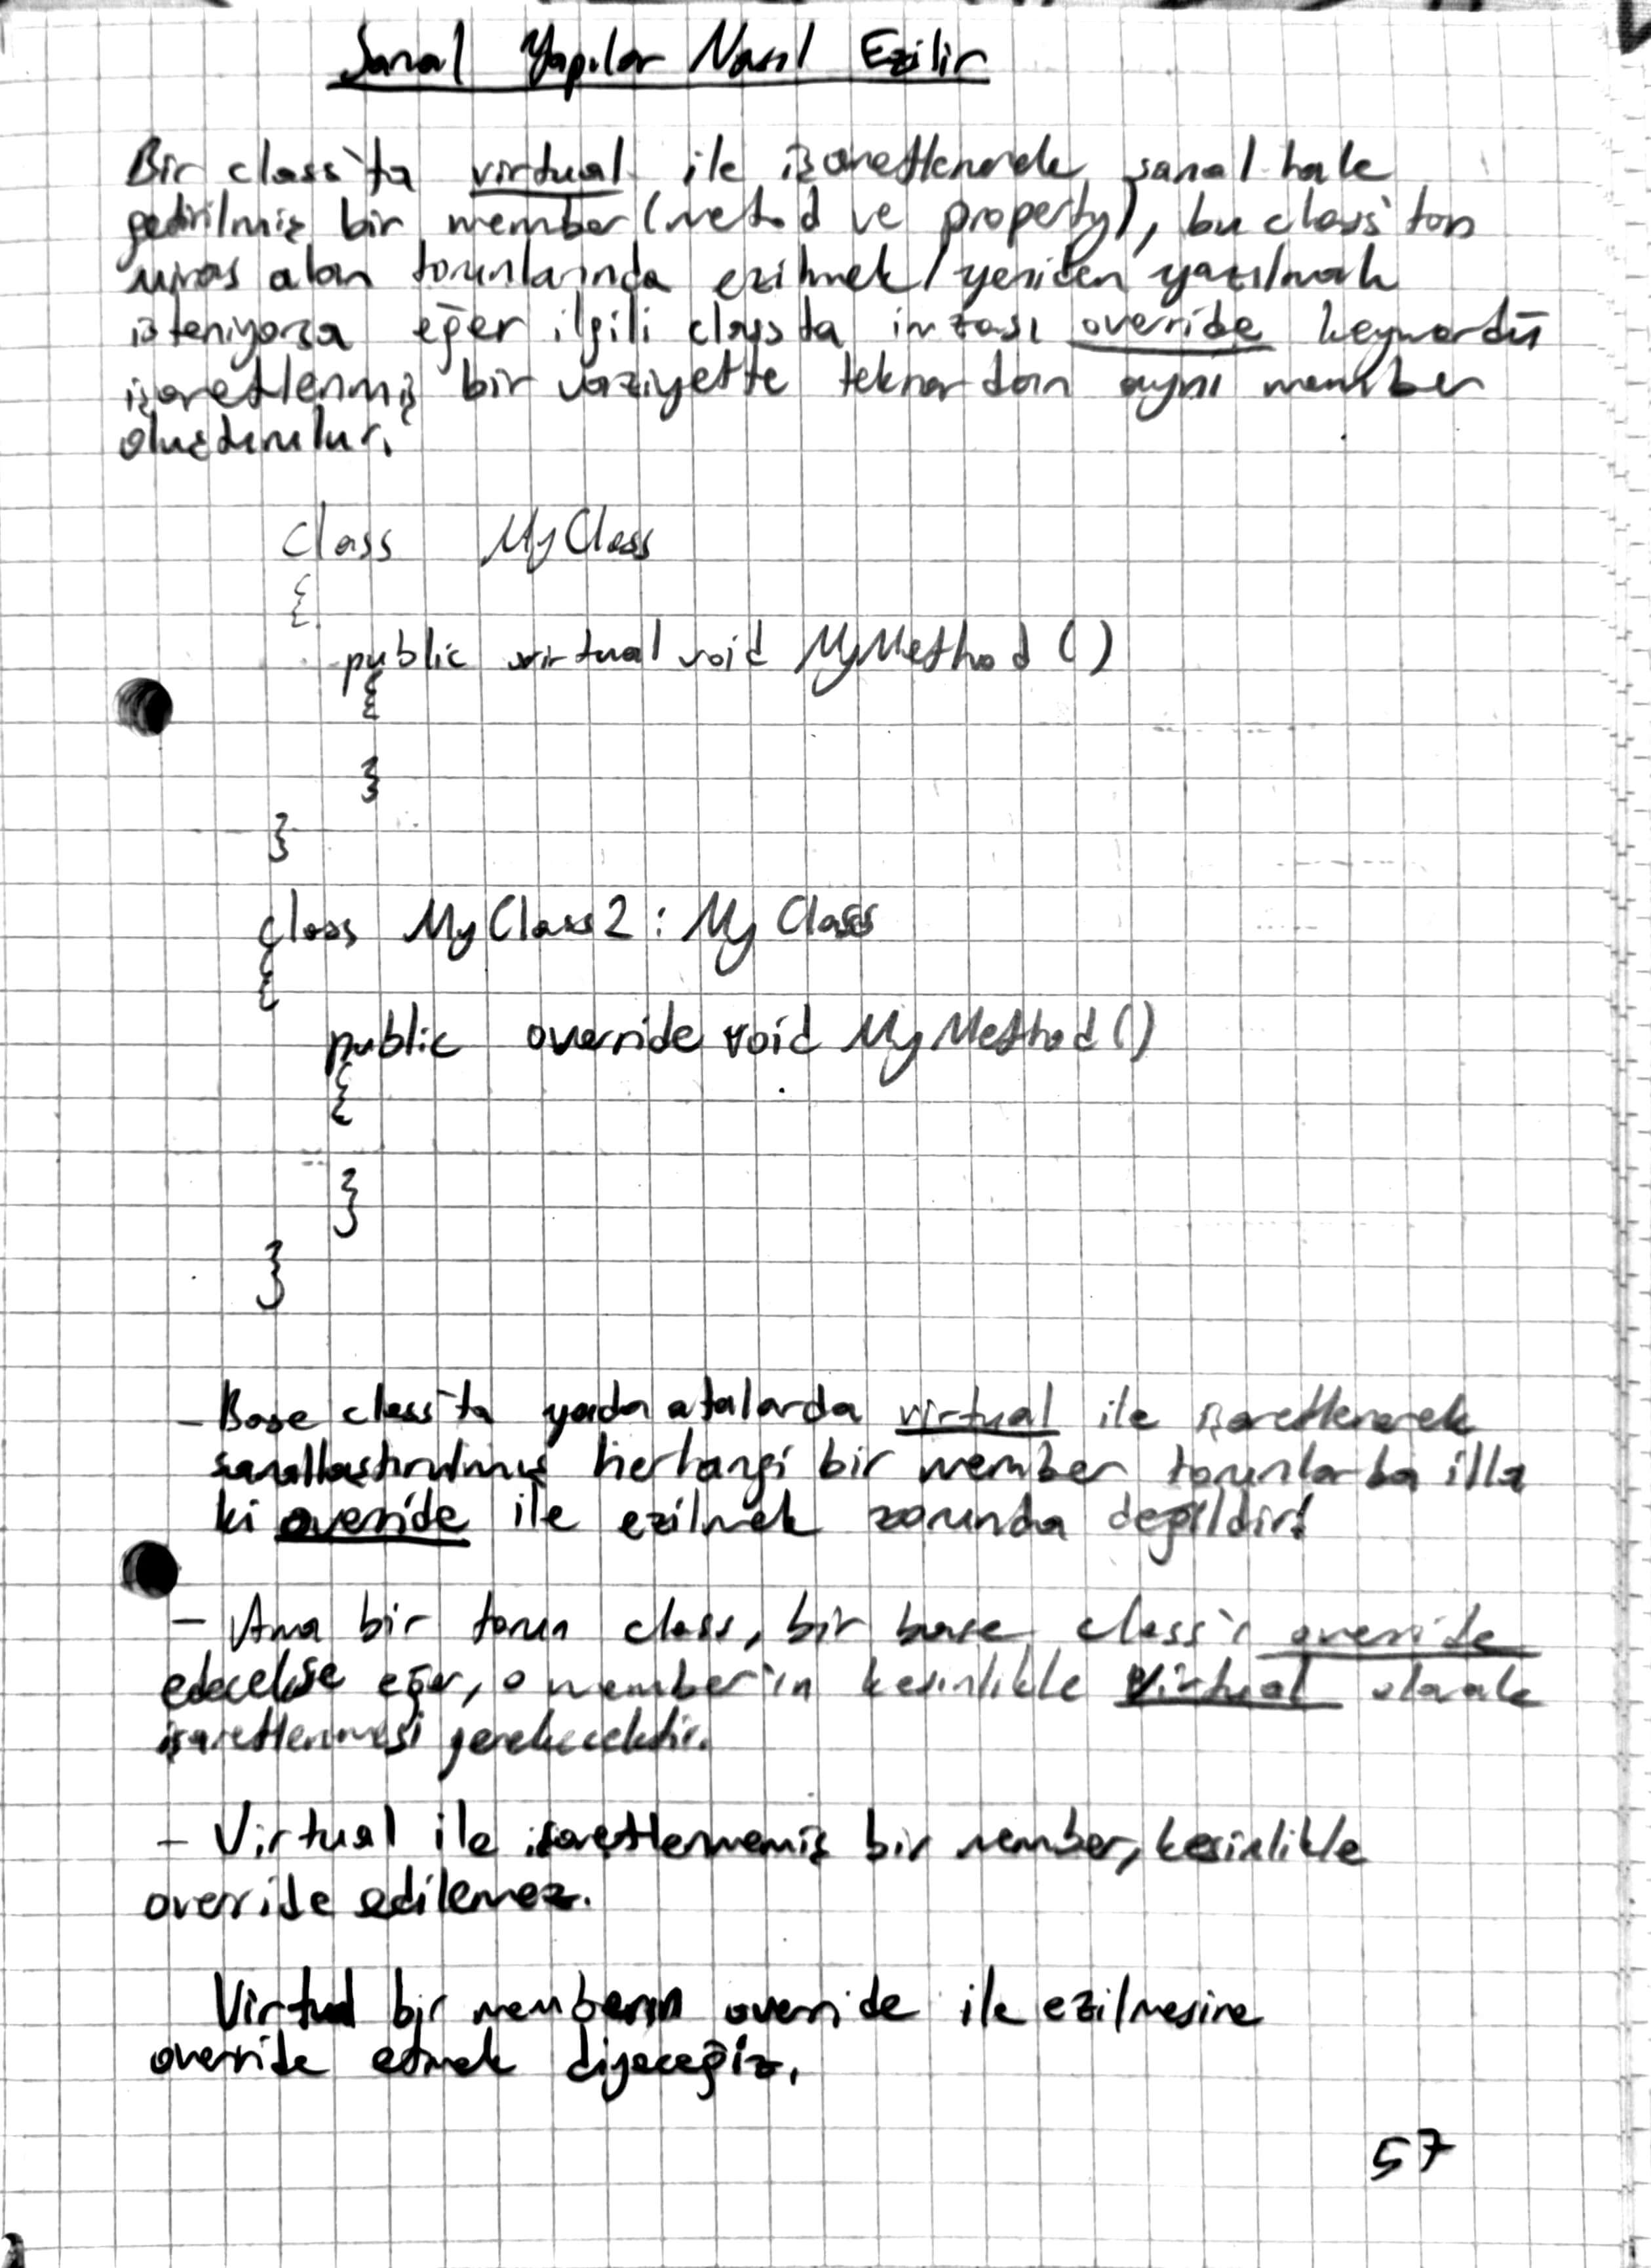 Sanal Yapılar Nasıl Ezilir
Bir class'ta virtual ile işaretlenerek sanal hale
getirilmiş bir member (metod ve property), bu class'tan
miras alan torunlarında ezilmek/yeniden yazılmak
isteniyorsa eğer ilgili classta imzası overide keywordü
işaretlenmiş bir vaziyette tekrardan aynı member
oluşturulur.
class MyClass
{
public virtual void MyMethod ()
{
}
}
class MyClass2 : MyClass
{
public override void MyMethod ()
{
}
}
- Base class'ta yada atalarda virtual ile işaretlenerek
sanallaştırılmış herhangi bir member torunlarda illa
ki overide ile ezilmek zorunda değildir!
- Ama bir torun class, bir base class'ı override
edecekse eğer, o member'in kesinlikle virtual olarak
işaretlenmesi gerekecektir.
- Virtual ile işaretlenmemiş bir member, kesinlikle
override edilemez.
Virtual bir memberın override ile ezilmesine
override etmek diyeceğiz.
57